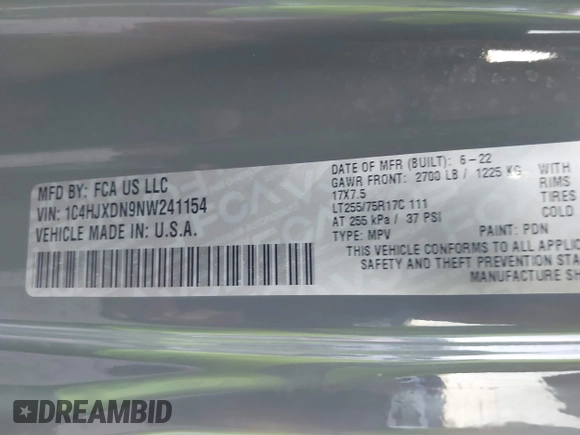 MFD BY: FCA US LLC
VIN: 1C4HJXDN9NW241154
VEHICLE MADE IN: U.S.A.
DATE OF MFR (BUILT): 6-22
GAWR FRONT: 2700 LB / 1225 KG WITH
17X7.5 RIMS
LT255/75R17C 111 TIRES
AT 255 kPa / 37 PSI
TYPE: MPV PAINT: PDN
THIS VEHICLE CONFORMS TO ALL APPLIC
SAFETY AND THEFT PREVENTION STA
MANUFACTURE SH
DREAMBID